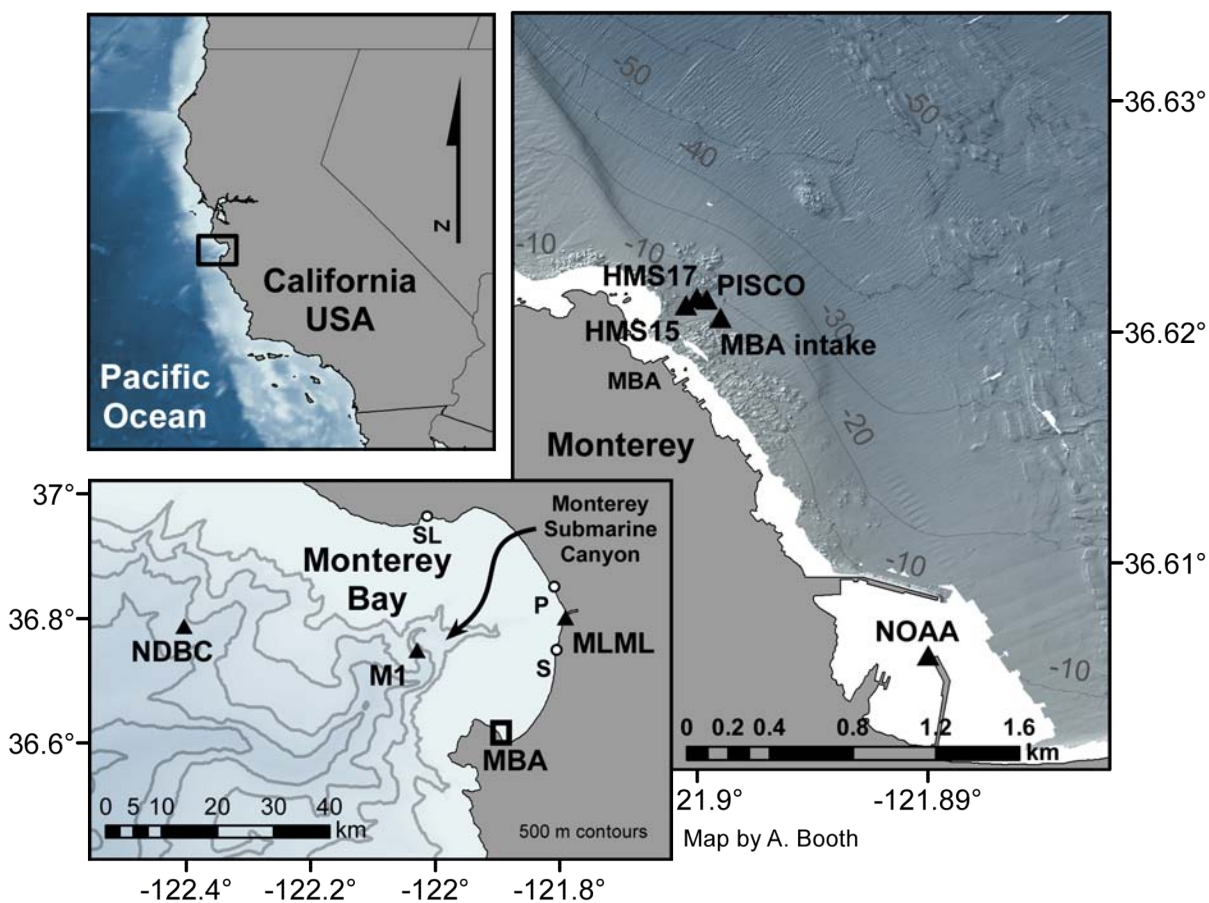 N
California
USA
Pacific
Ocean
-50
-50
-40
-10
-10
HMS17
PISCO
-30
HMS15
MBA intake
MBA
-20
Monterey
-10
NOAA
-10
0 0.2 0.4 0.8 1.2 1.6
km
36.63°
36.62°
36.61°
21.9°
-121.89°
Map by A. Booth
37°
36.8°
36.6°
Monterey
Submarine
Canyon
SL
Monterey
Bay
P
NDBC
MLML
M1
S
MBA
0 5 10 20 30 40
km
500 m contours
-122.4°
-122.2°
-122°
-121.8°